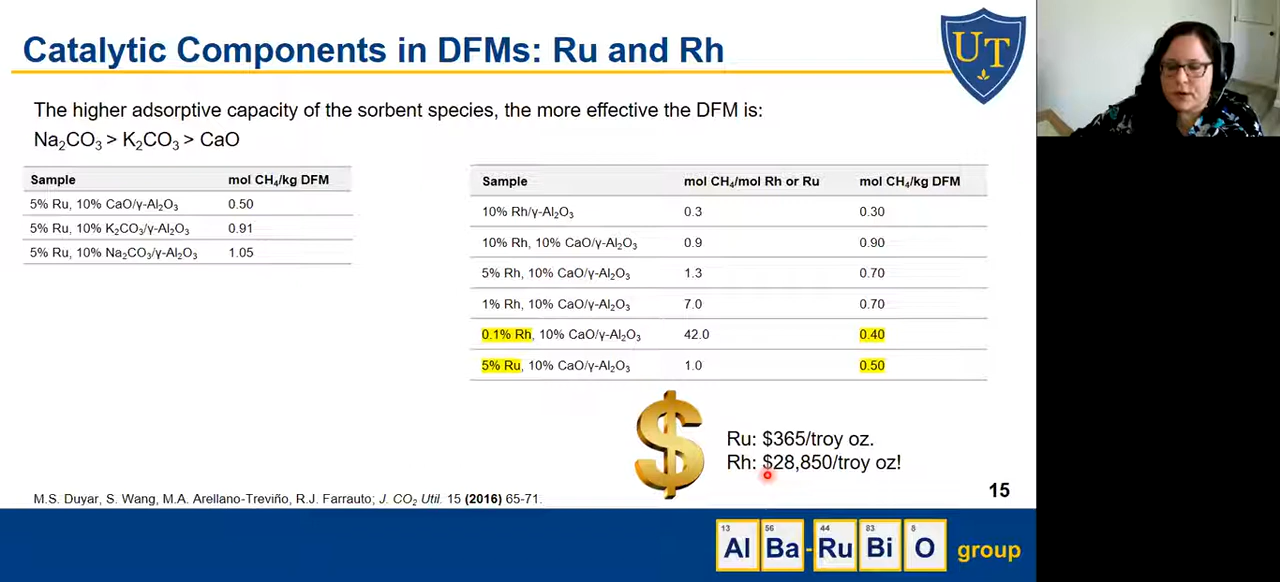 Catalytic Components in DFMs: Ru and Rh
UT
The higher adsorptive capacity of the sorbent species, the more effective the DFM is:
Na₂CO₃ > K₂CO₃ > CaO
Sample mol CH₄/kg DFM
5% Ru, 10% CaO/γ-Al₂O₃ 0.50
5% Ru, 10% K₂CO₃/γ-Al₂O₃ 0.91
5% Ru, 10% Na₂CO₃/γ-Al₂O₃ 1.05
Sample mol CH₄/mol Rh or Ru mol CH₄/kg DFM
10% Rh/γ-Al₂O₃ 0.3 0.30
10% Rh, 10% CaO/γ-Al₂O₃ 0.9 0.90
5% Rh, 10% CaO/γ-Al₂O₃ 1.3 0.70
1% Rh, 10% CaO/γ-Al₂O₃ 7.0 0.70
0.1% Rh, 10% CaO/γ-Al₂O₃ 42.0 0.40
5% Ru, 10% CaO/γ-Al₂O₃ 1.0 0.50
$
Ru: $365/troy oz.
Rh: $28,850/troy oz!
M.S. Duyar, S. Wang, M.A. Arellano-Treviño, R.J. Farrauto; J. CO₂ Util. 15 (2016) 65-71.
15
13 56 44 83 8
Al Ba-Ru Bi O group